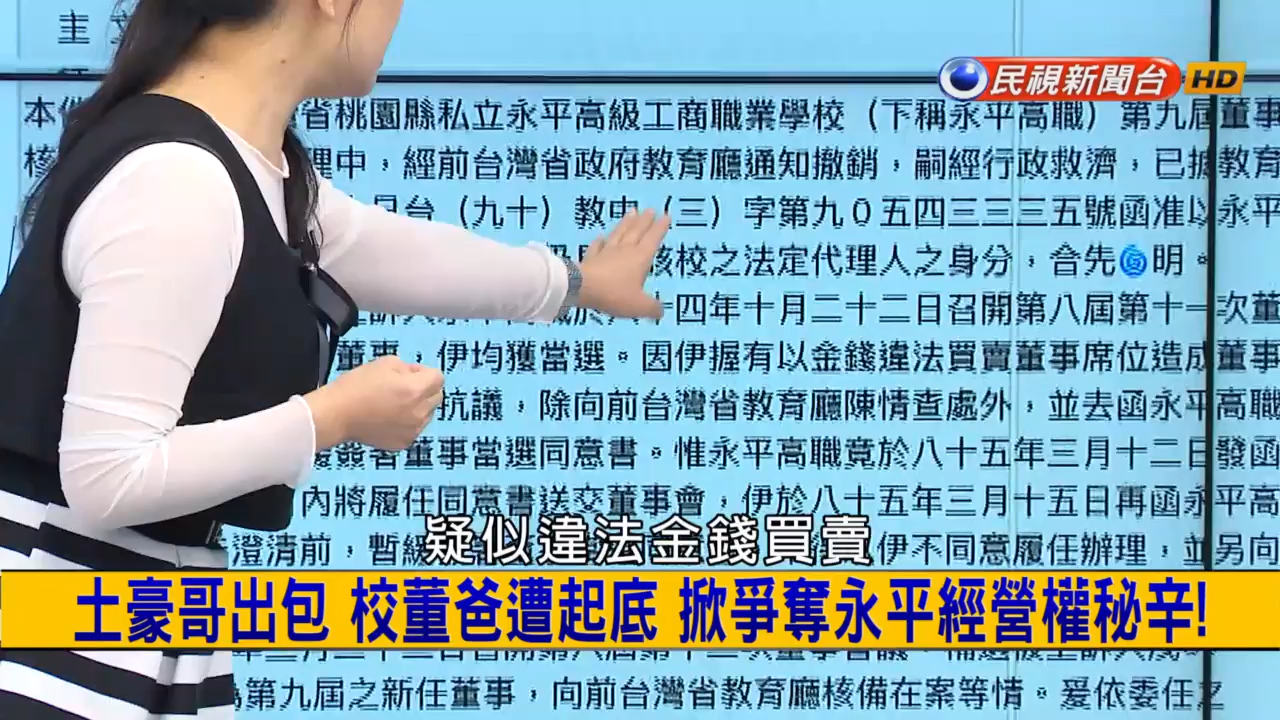 主文
民視新聞台 HD
本件 省桃園縣私立永平高級工商職業學校（下稱永平高職）第九屆董事
核 理中，經前台灣省政府教育廳通知撤銷，嗣經行政救濟，已據教育
台（九十）教中（三）字第九０五四三三三五號函准以永平
該校之法定代理人之身分，合先 明。
十四年十月二十二日召開第八屆第十一次董
董事，伊均獲當選。因伊握有以金錢違法買賣董事席位造成董事
抗議，除向前台灣省教育廳陳情查處外，並去函永平高職
簽署董事當選同意書。惟永平高職竟於八十五年三月十二日發函
內將履任同意書送交董事會，伊於八十五年三月十五日再函永平高
澄清前，暫緩 伊不同意履任辦理，並另向
疑似違法金錢買賣
土豪哥出包 校董爸遭起底 掀爭奪永平經營權秘辛!
為第九屆之新任董事，向前台灣省教育廳核備在案等情。爰依委任之